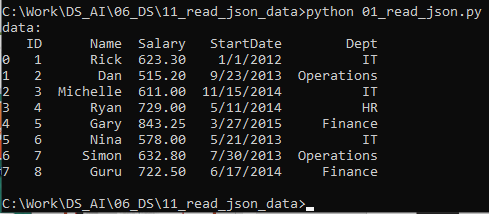 C:\Work\DS_AI\06_DS\11_read_json_data>python 01_read_json.py
data:
   ID      Name  Salary   StartDate        Dept
0   1      Rick  623.30    1/1/2012          IT
1   2       Dan  515.20   9/23/2013  Operations
2   3  Michelle  611.00  11/15/2014          IT
3   4      Ryan  729.00   5/11/2014          HR
4   5      Gary  843.25   3/27/2015     Finance
5   6      Nina  578.00   5/21/2013          IT
6   7     Simon  632.80   7/30/2013  Operations
7   8      Guru  722.50   6/17/2014     Finance
C:\Work\DS_AI\06_DS\11_read_json_data>